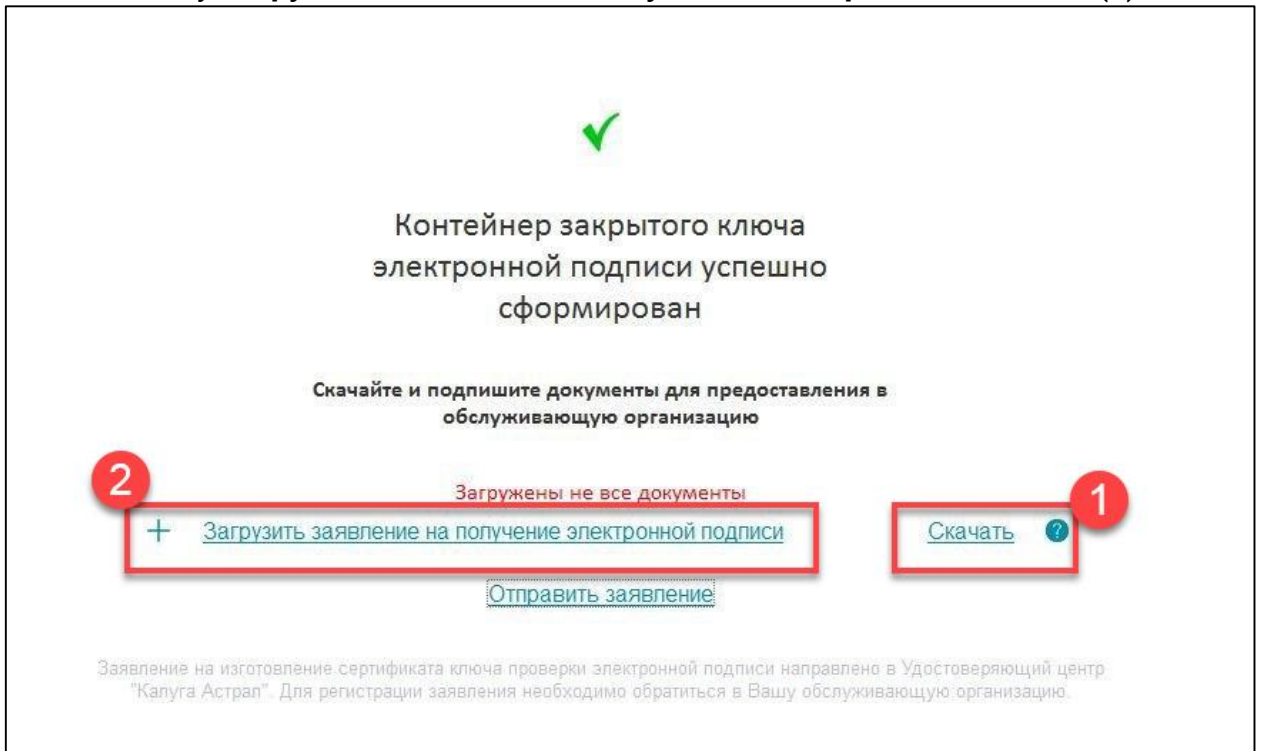 Контейнер закрытого ключа
электронной подписи успешно
сформирован
Скачайте и подпишите документы для предоставления в
обслуживающую организацию
2
Загружены не все документы
1
+ Загрузить заявление на получение электронной подписи Скачать ?
Отправить заявление
Заявление на изготовление сертификата ключа проверки электронной подписи направлено в Удостоверяющий центр
"Калуга Астрал". Для регистрации заявления необходимо обратиться в Вашу обслуживающую организацию.